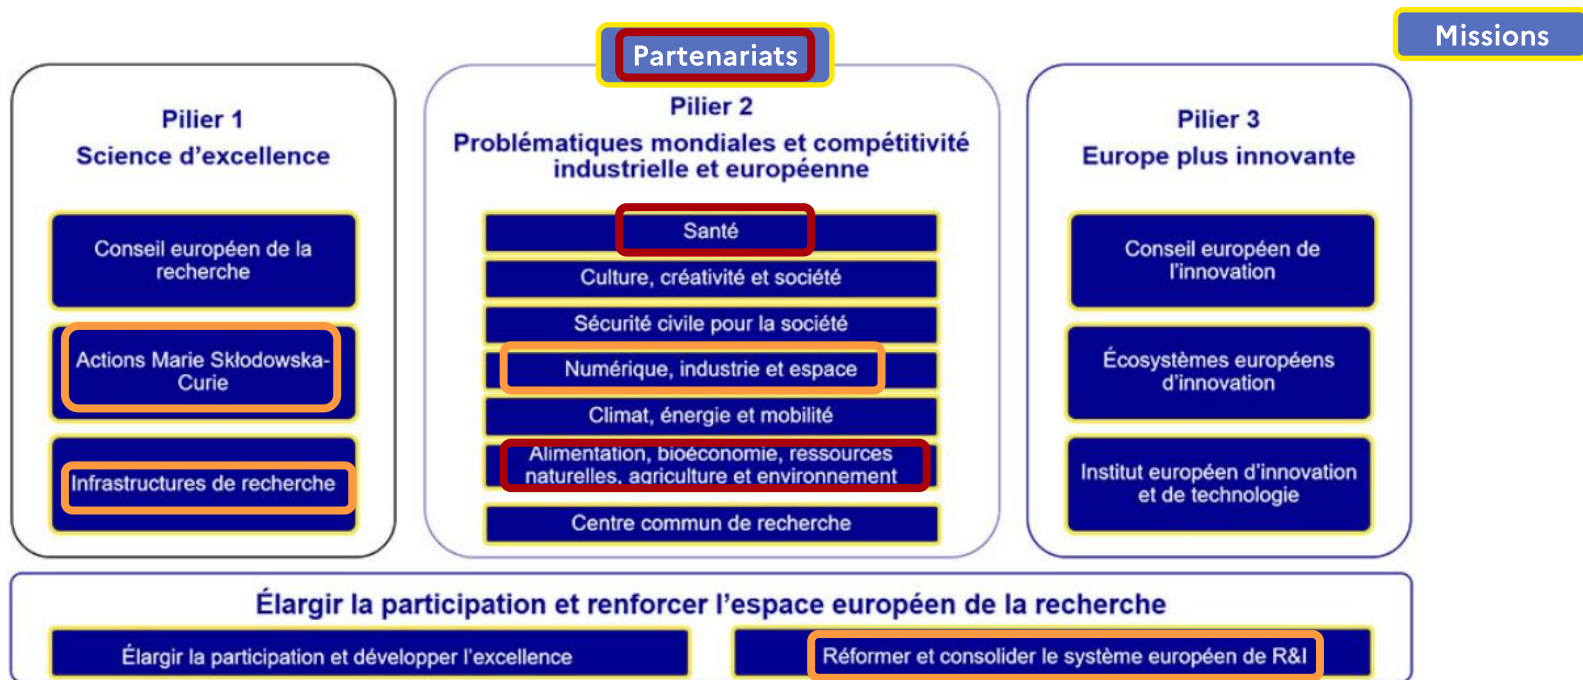 Partenariats
Missions
Pilier 1
Science d'excellence
Conseil européen de la
recherche
Actions Marie Skłodowska-
Curie
Infrastructures de recherche
Pilier 2
Problématiques mondiales et compétitivité
industrielle et européenne
Santé
Culture, créativité et société
Sécurité civile pour la société
Numérique, industrie et espace
Climat, énergie et mobilité
Alimentation, bioéconomie, ressources
naturelles, agriculture et environnement
Centre commun de recherche
Pilier 3
Europe plus innovante
Conseil européen de
l'innovation
Écosystèmes européens
d'innovation
Institut européen d'innovation
et de technologie
Élargir la participation et renforcer l'espace européen de la recherche
Élargir la participation et développer l'excellence
Réformer et consolider le système européen de R&I